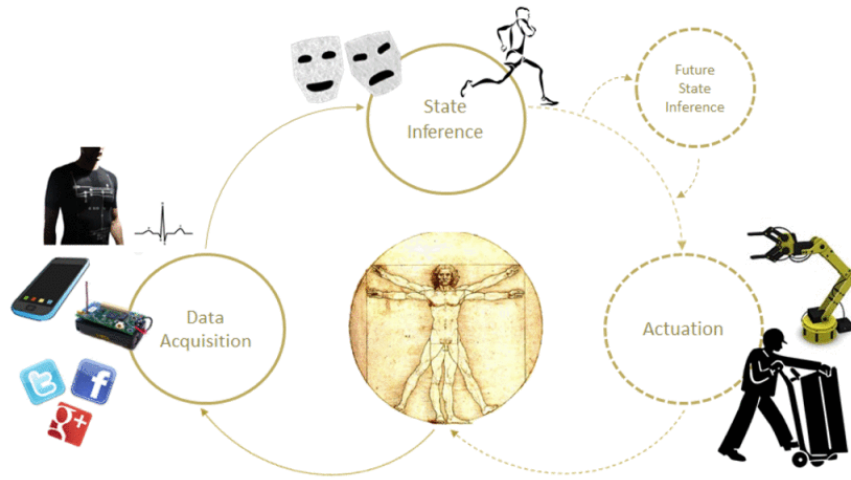 State
Inference
Future
State
Inference
Data
Acquisition
Actuation